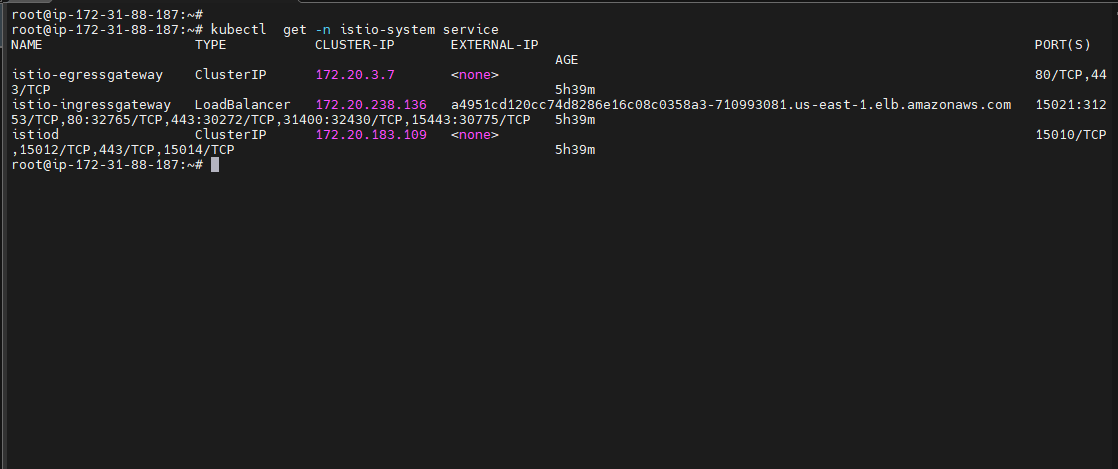 root@ip-172-31-88-187:~#
root@ip-172-31-88-187:~# kubectl  get -n istio-system service
NAME                   TYPE           CLUSTER-IP       EXTERNAL-IP                                                              PORT(S)
                                                                    AGE
istio-egressgateway    ClusterIP      172.20.3.7       <none>                                                                   80/TCP,44
3/TCP                                                               5h39m
istio-ingressgateway   LoadBalancer   172.20.238.136   a4951cd120cc74d8286e16c08c0358a3-710993081.us-east-1.elb.amazonaws.com   15021:312
53/TCP,80:32765/TCP,443:30272/TCP,31400:32430/TCP,15443:30775/TCP   5h39m
istiod                 ClusterIP      172.20.183.109   <none>                                                                   15010/TCP
,15012/TCP,443/TCP,15014/TCP                                        5h39m
root@ip-172-31-88-187:~#